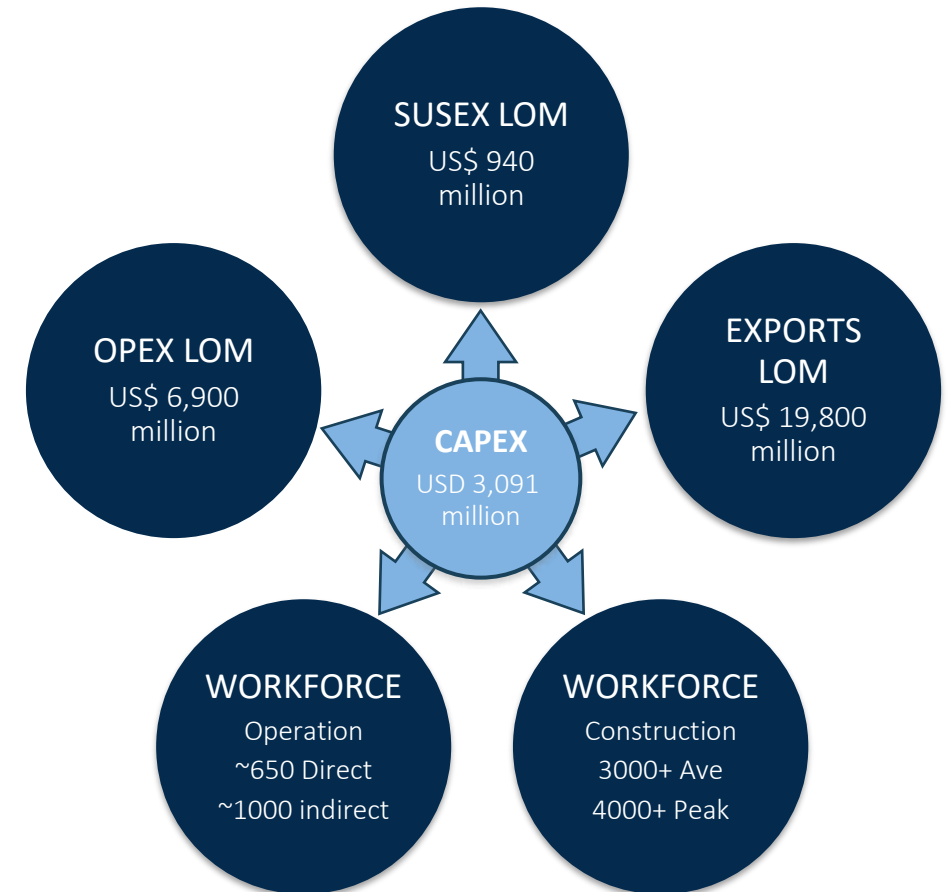 SUSEX LOM
US$ 940
million
OPEX LOM
US$ 6,900
million
EXPORTS
LOM
US$ 19,800
million
CAPEX
USD 3,091
million
WORKFORCE
Operation
~650 Direct
~1000 indirect
WORKFORCE
Construction
3000+ Ave
4000+ Peak